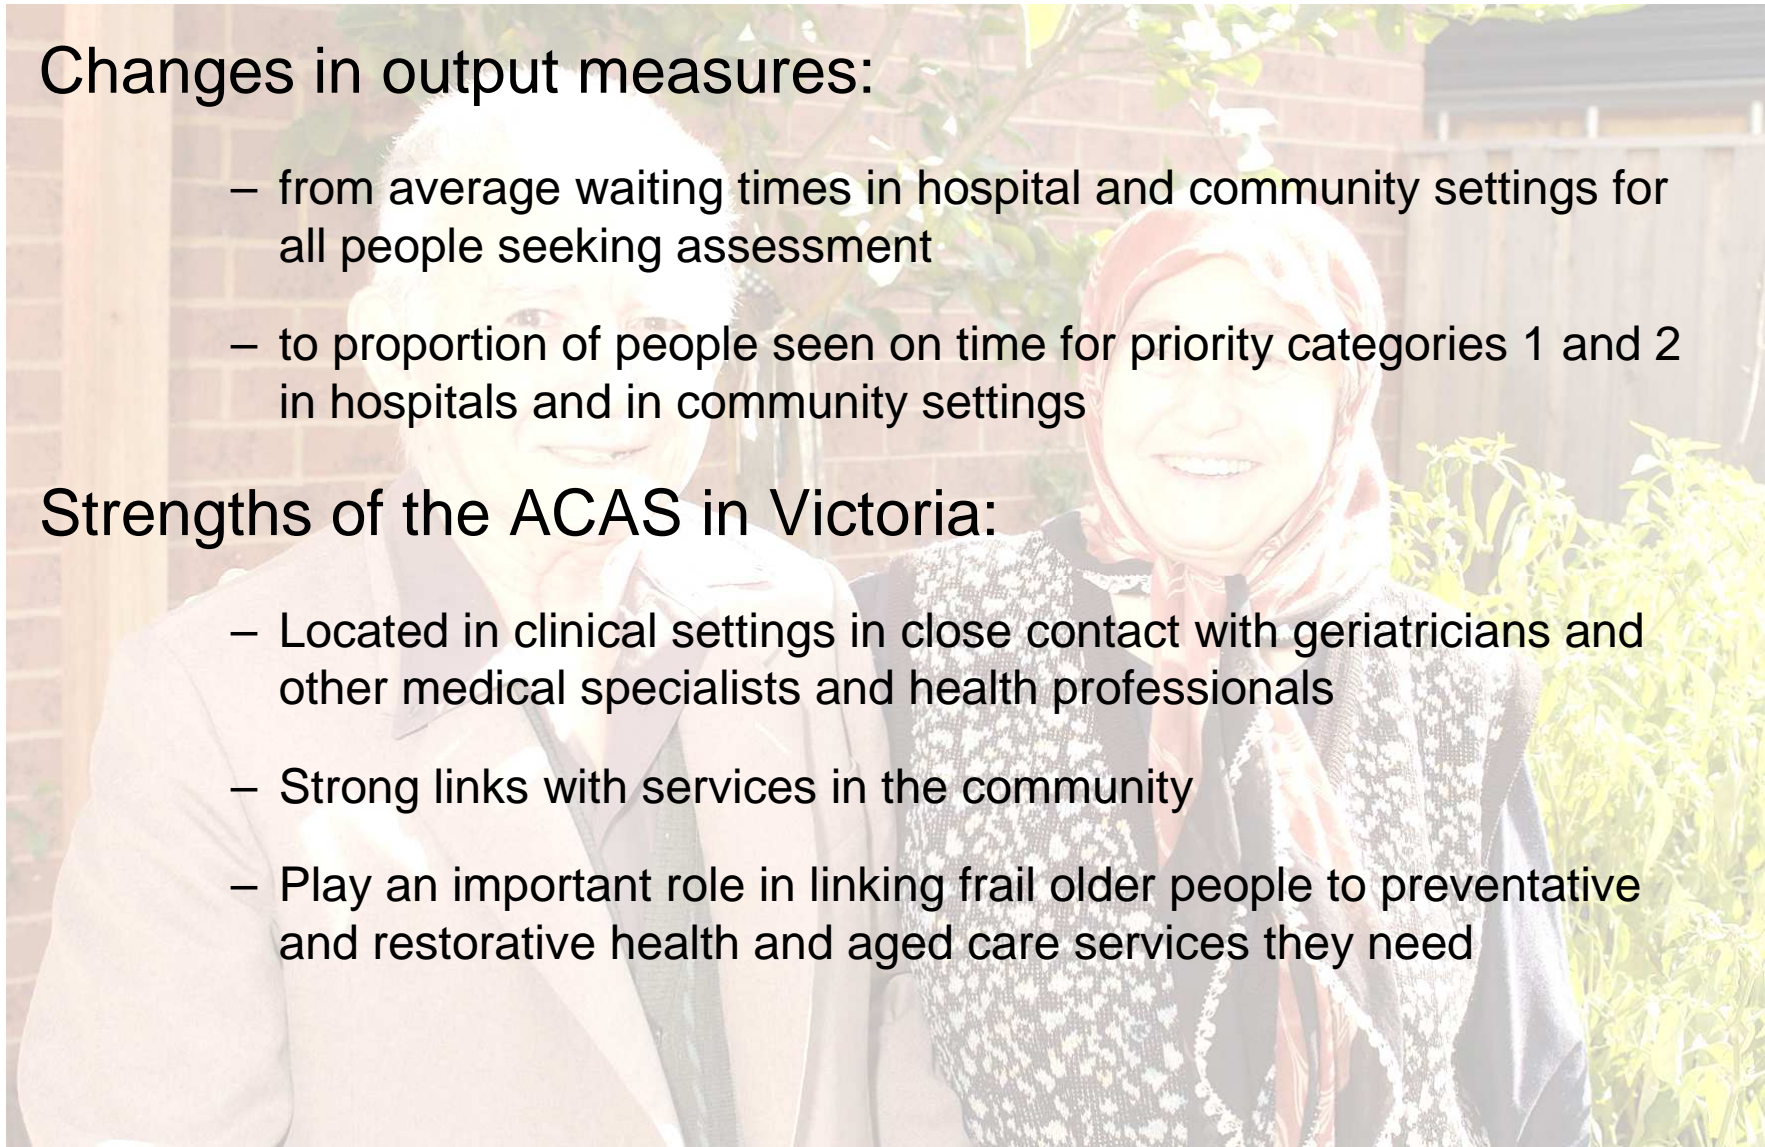 Changes in output measures:
– from average waiting times in hospital and community settings for
all people seeking assessment
– to proportion of people seen on time for priority categories 1 and 2
in hospitals and in community settings
Strengths of the ACAS in Victoria:
– Located in clinical settings in close contact with geriatricians and
other medical specialists and health professionals
– Strong links with services in the community
– Play an important role in linking frail older people to preventative
and restorative health and aged care services they need